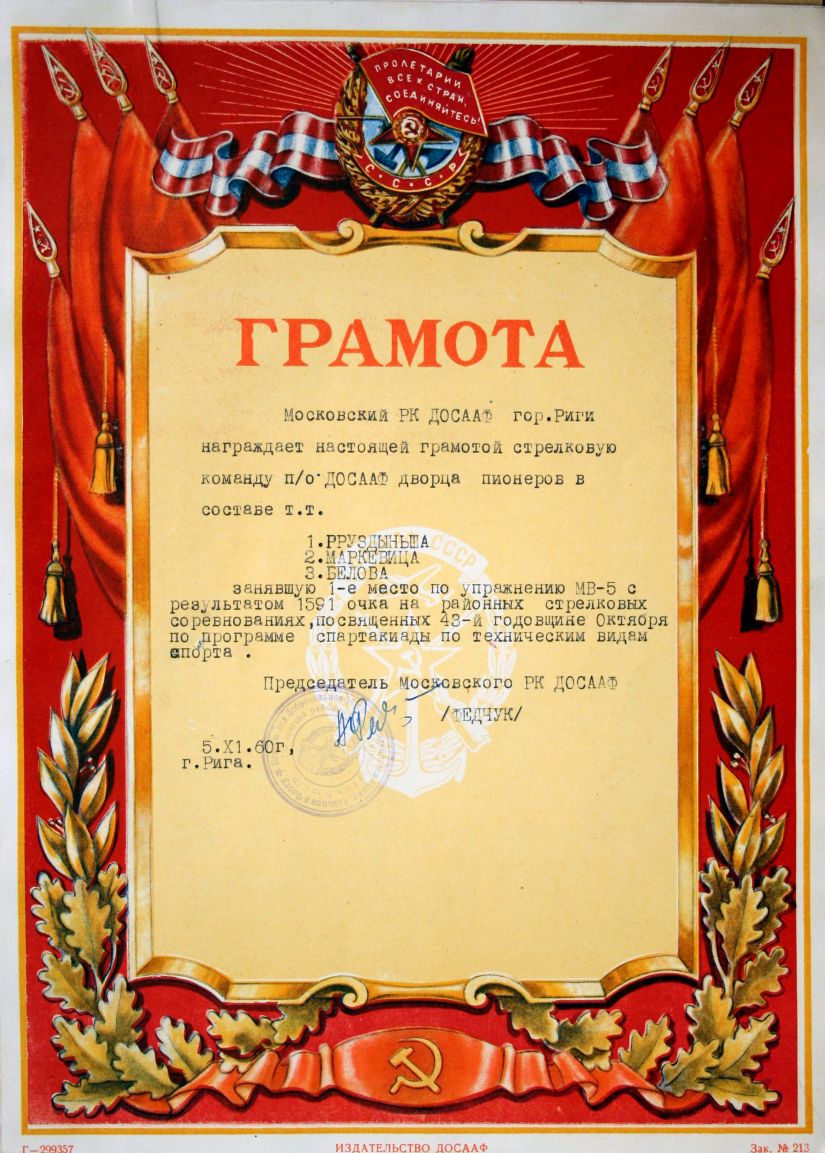 ПРОЛЕТАРИИ
ВСЕХ СТРАН,
СОЕДИНЯЙТЕСЬ!
С·С·С·Р
ГРАМОТА
Московский РК ДОСААФ гор.Риги
награждает настоящей грамотой стрелковую
команду п/о ДОСААФ дворца пионеров в
составе т.т.
СССР
1.РРУЗДЫНЬША
2.МАРКЕВИЦА
3.БЕЛОВА
занявшую 1-е место по упражнению МВ-5 с
результатом 1591 очка на районных стрелковых
соревнованиях,посвященных 43-й годовщине Октября
по программе спартакиады по техническим видам
спорта .
Председатель Московского РК ДОСААФ
/ФЕДЧУК/
5.X1.60г,
г.Рига.
Г—299357
ИЗДАТЕЛЬСТВО ДОСААФ
Зак. № 213